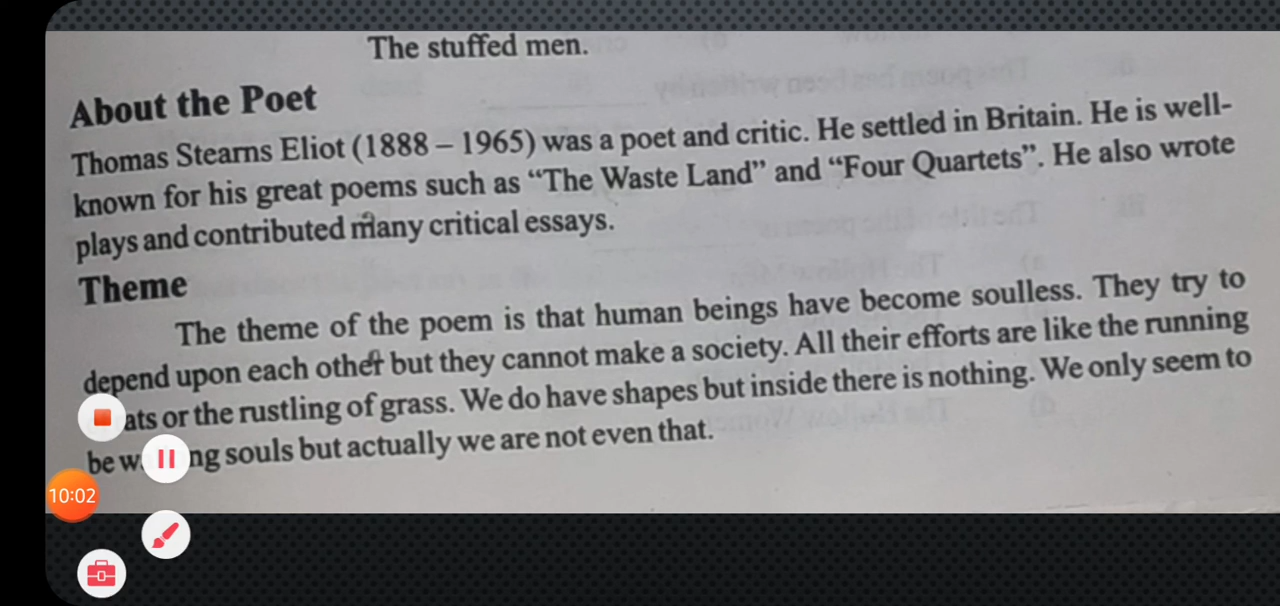 The stuffed men.
About the Poet
Thomas Stearns Eliot (1888 – 1965) was a poet and critic. He settled in Britain. He is well-
known for his great poems such as “The Waste Land” and “Four Quartets”. He also wrote
plays and contributed many critical essays.
Theme
The theme of the poem is that human beings have become soulless. They try to
depend upon each other but they cannot make a society. All their efforts are like the running
or the rustling of grass. We do have shapes but inside there is nothing. We only seem to
be souls but actually we are not even that.
10:02